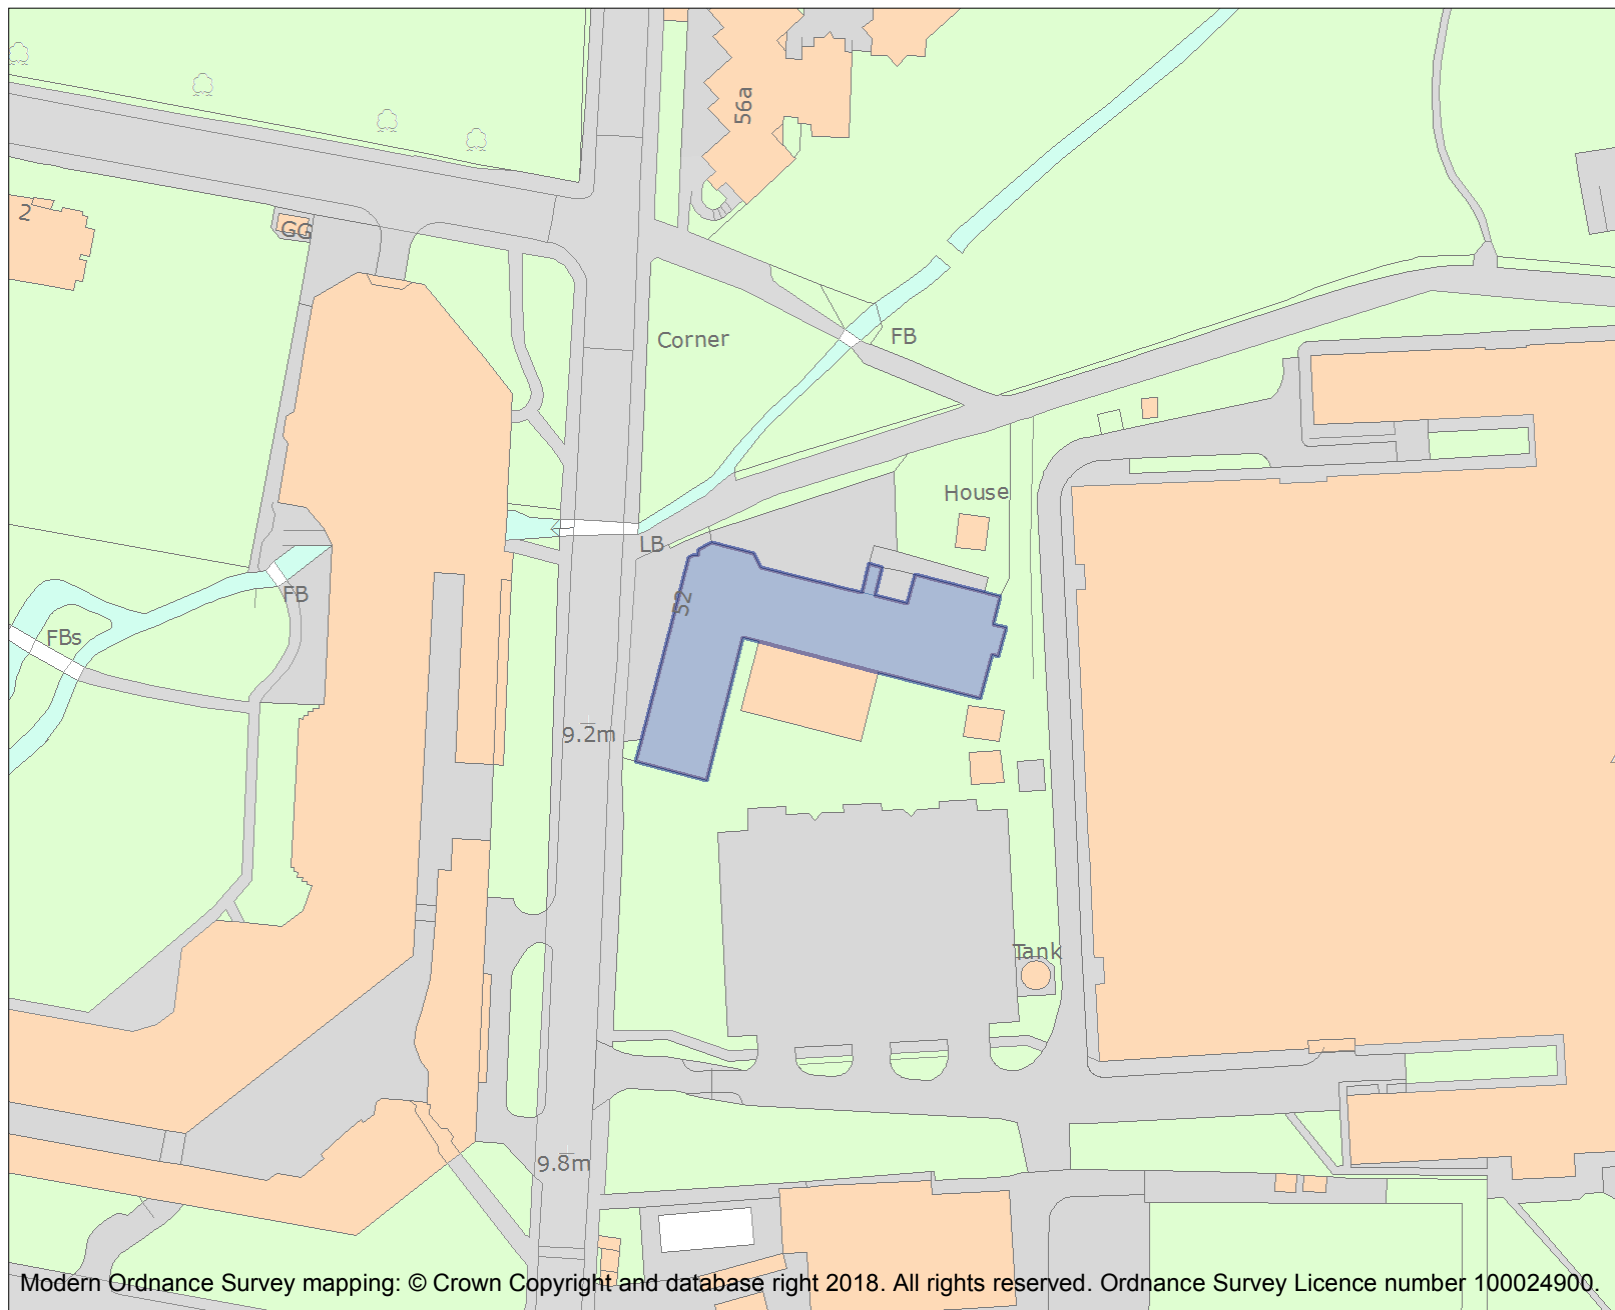 56a
2
GG
Corner
FB
House
LB
52
FB
FBs
9.2m
Tank
9.8m
Modern Ordnance Survey mapping: © Crown Copyright and database right 2018. All rights reserved. Ordnance Survey Licence number 100024900.